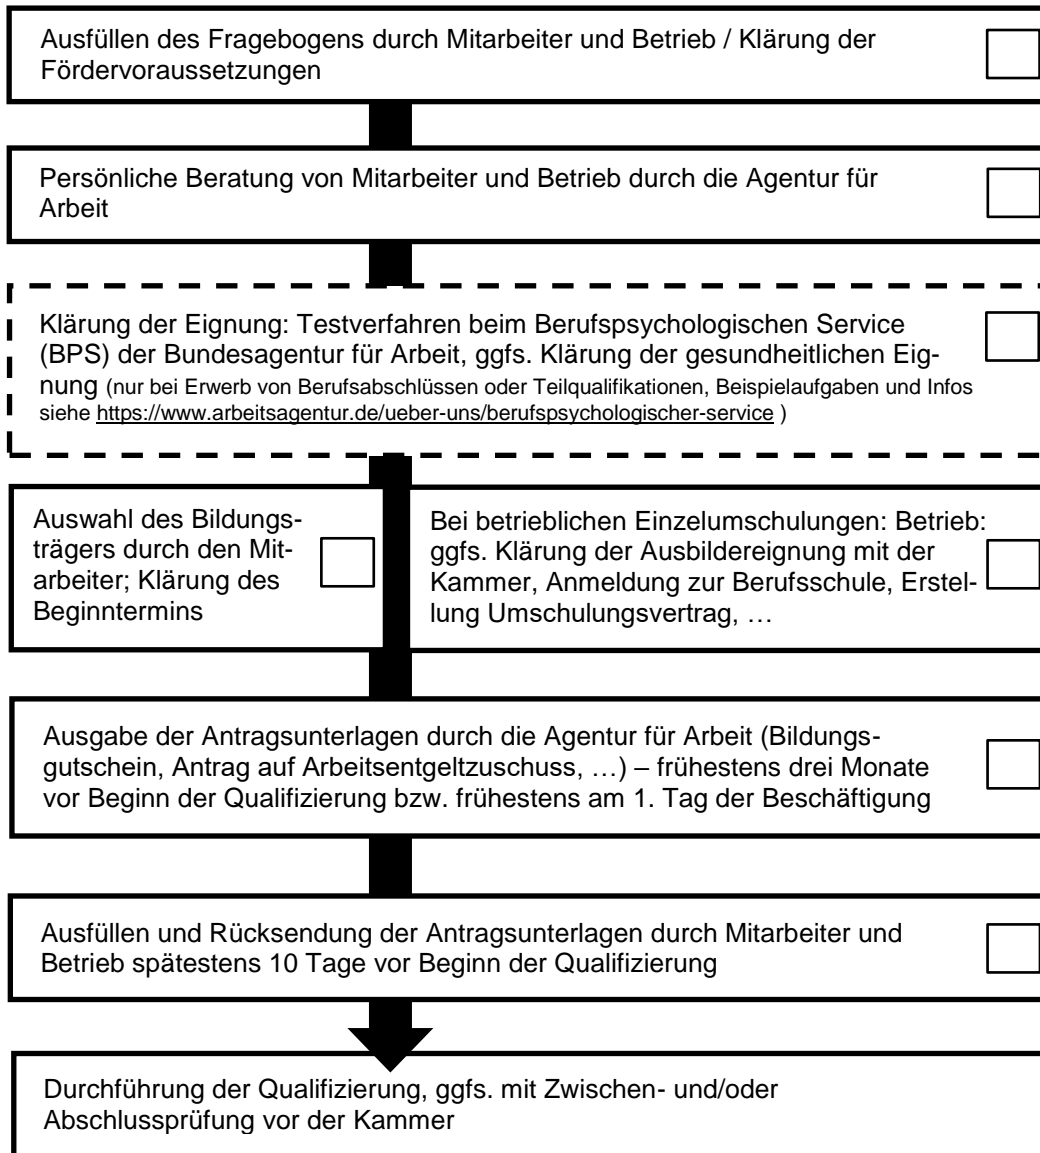 Ausfüllen des Fragebogens durch Mitarbeiter und Betrieb / Klärung der
Fördervoraussetzungen
Persönliche Beratung von Mitarbeiter und Betrieb durch die Agentur für
Arbeit
Klärung der Eignung: Testverfahren beim Berufspsychologischen Service
(BPS) der Bundesagentur für Arbeit, ggfs. Klärung der gesundheitlichen Eig-
nung (nur bei Erwerb von Berufsabschlüssen oder Teilqualifikationen, Beispielaufgaben und Infos
siehe https://www.arbeitsagentur.de/ueber-uns/berufspsychologischer-service )
Auswahl des Bildungs-
trägers durch den Mit-
arbeiter; Klärung des
Beginntermins
Bei betrieblichen Einzelumschulungen: Betrieb:
ggfs. Klärung der Ausbildereignung mit der
Kammer, Anmeldung zur Berufsschule, Erstel-
lung Umschulungsvertrag, …
Ausgabe der Antragsunterlagen durch die Agentur für Arbeit (Bildungs-
gutschein, Antrag auf Arbeitsentgeltzuschuss, …) – frühestens drei Monate
vor Beginn der Qualifizierung bzw. frühestens am 1. Tag der Beschäftigung
Ausfüllen und Rücksendung der Antragsunterlagen durch Mitarbeiter und
Betrieb spätestens 10 Tage vor Beginn der Qualifizierung
Durchführung der Qualifizierung, ggfs. mit Zwischen- und/oder
Abschlussprüfung vor der Kammer